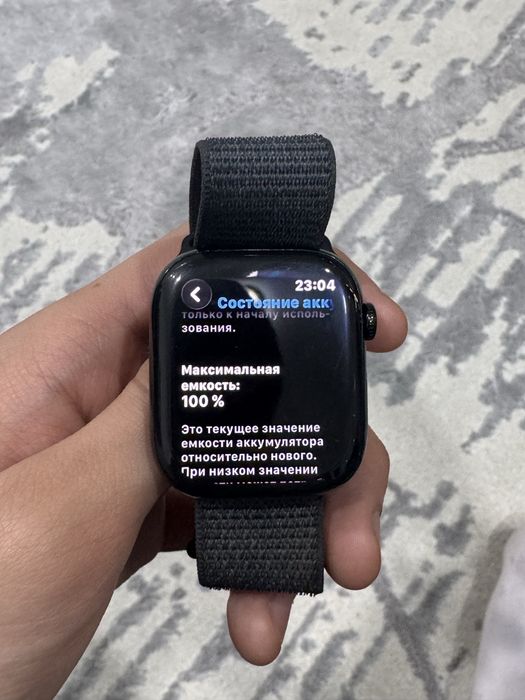 23:04
Состояние акк
только к началу исполь-
зования.
Максимальная
емкость:
100 %
Это текущее значение
емкости аккумулятора
относительно нового.
При низком значении